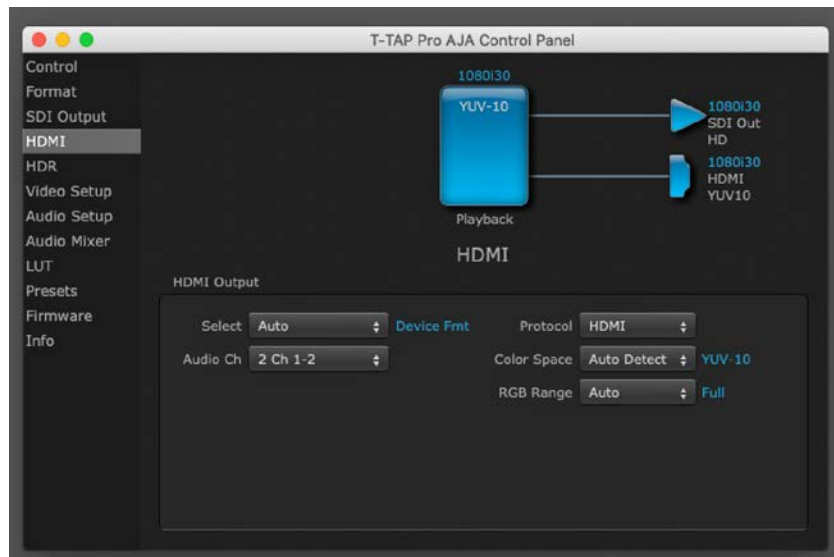 T-TAP Pro AJA Control Panel
Control
Format
SDI Output
HDMI
HDR
Video Setup
Audio Setup
Audio Mixer
LUT
Presets
Firmware
Info
1080i30
YUV-10
Playback
1080i30
SDI Out
HD
1080i30
HDMI
YUV10
HDMI
HDMI Output
Select Auto Device Fmt Protocol HDMI
Audio Ch 2 Ch 1-2 Color Space Auto Detect YUV-10
RGB Range Auto Full